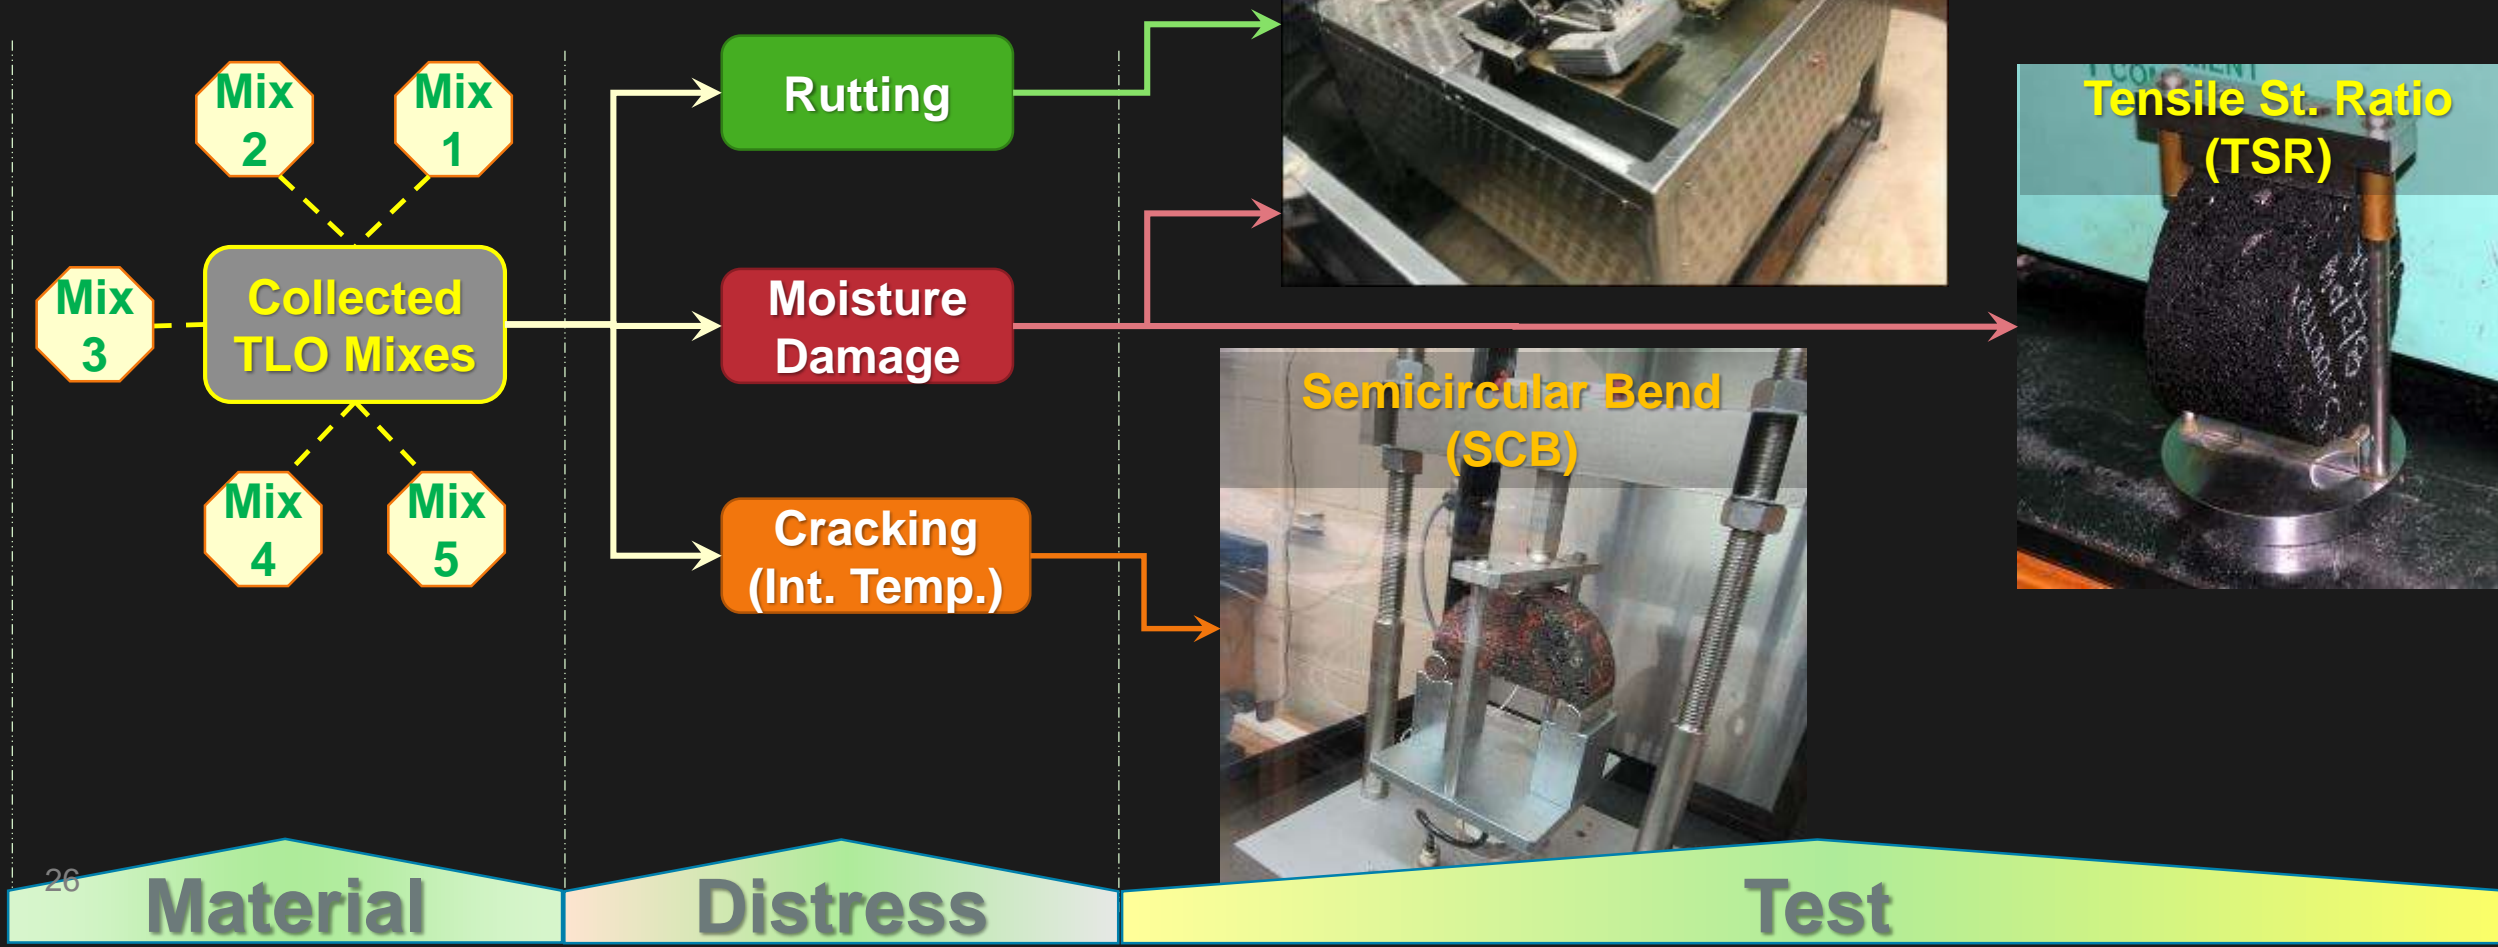 Mix
2
Mix
1
Mix
3
Collected
TLO Mixes
Mix
4
Mix
5
Rutting
Moisture
Damage
Cracking
(Int. Temp.)
Semicircular Bend
(SCB)
Tensile St. Ratio
(TSR)
26
Material
Distress
Test